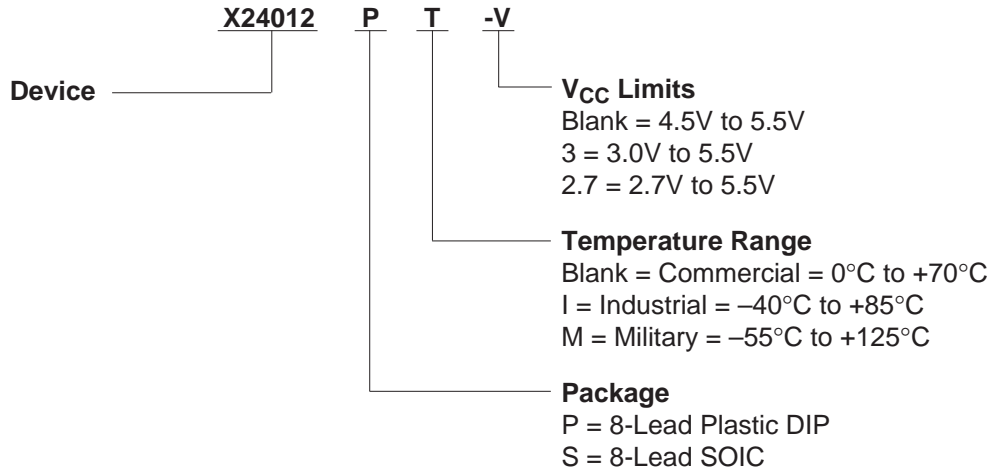 X24012 P T -V
Device
VCC Limits
Blank = 4.5V to 5.5V
3 = 3.0V to 5.5V
2.7 = 2.7V to 5.5V
Temperature Range
Blank = Commercial = 0°C to +70°C
I = Industrial = –40°C to +85°C
M = Military = –55°C to +125°C
Package
P = 8-Lead Plastic DIP
S = 8-Lead SOIC